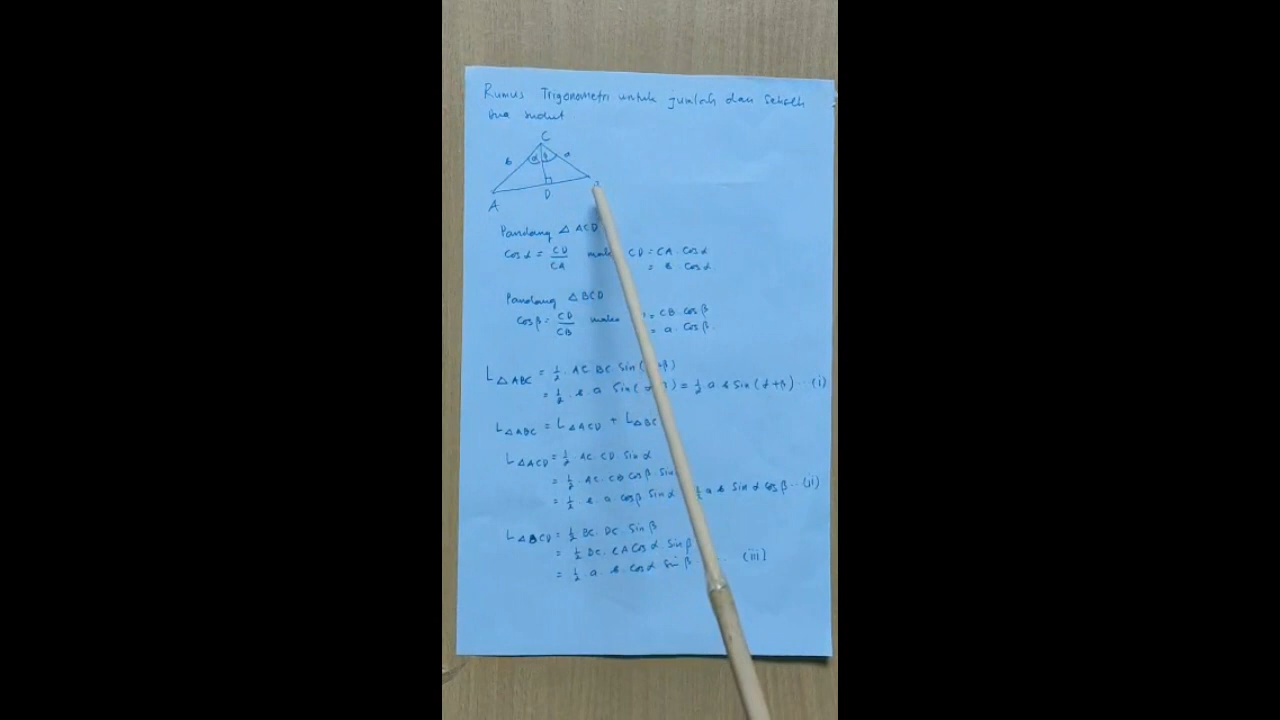 Rumus Trigonometri untuk jumlah dan selisih
dua sudut
C
b α β a
A D
Pandang △ ACD
Cos α = CD/CA maka CD = CA . Cos α
= b . Cos α
Pandang △ BCD
Cos β = CD/CB maka = CB . Cos β
= a . Cos β.
L△ABC = 1/2 . AC . BC . Sin ( +β)
= 1/2 . b . a Sin( ) = 1/2 a b Sin (α+β) ... (i)
L△ABC = L△ACD + L△BC
L△ACD = 1/2 . AC . CD . Sin α
= 1/2 . AC . CB Cos β Sin
= 1/2 . b . a Cos β Sin α 1/2 a b Sin α Cos β ... (ii)
L△BCD = 1/2 BC . DC . Sin β
= 1/2 BC . CA Cos α . Sin β
= 1/2 . a . b . Cos α Sin β ... (iii)